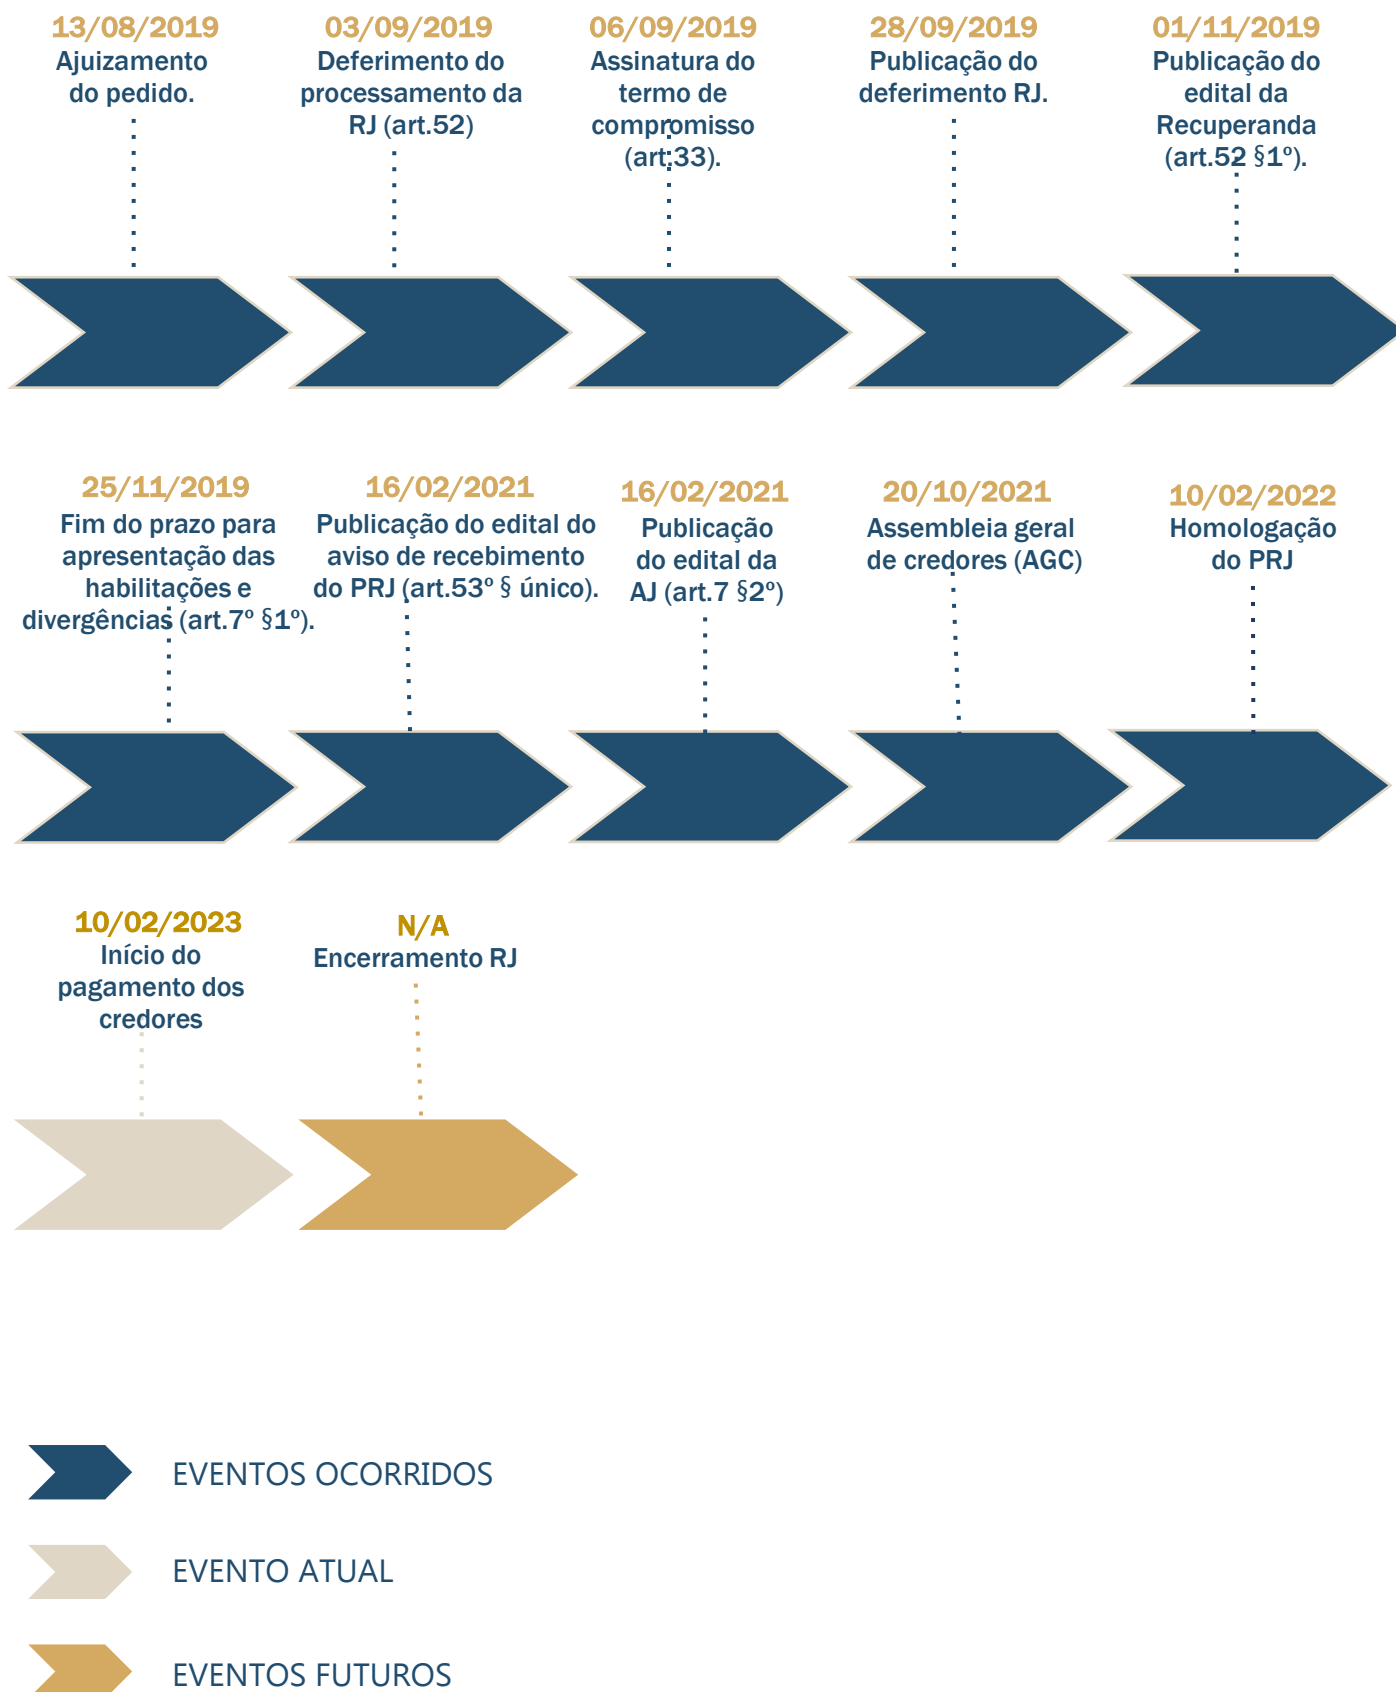 13/08/2019
Ajuizamento
do pedido.
03/09/2019
Deferimento do
processamento da
RJ (art.52)
06/09/2019
Assinatura do
termo de
compromisso
(art.33).
28/09/2019
Publicação do
deferimento RJ.
01/11/2019
Publicação do
edital da
Recuperanda
(art.52 §1º).
25/11/2019
Fim do prazo para
apresentação das
habilitações e
divergências (art.7º §1º).
16/02/2021
Publicação do edital do
aviso de recebimento
do PRJ (art.53º § único).
16/02/2021
Publicação
do edital da
AJ (art.7 §2º)
20/10/2021
Assembleia geral
de credores (AGC)
10/02/2022
Homologação
do PRJ
10/02/2023
Início do
pagamento dos
credores
N/A
Encerramento RJ
EVENTOS OCORRIDOS
EVENTO ATUAL
EVENTOS FUTUROS